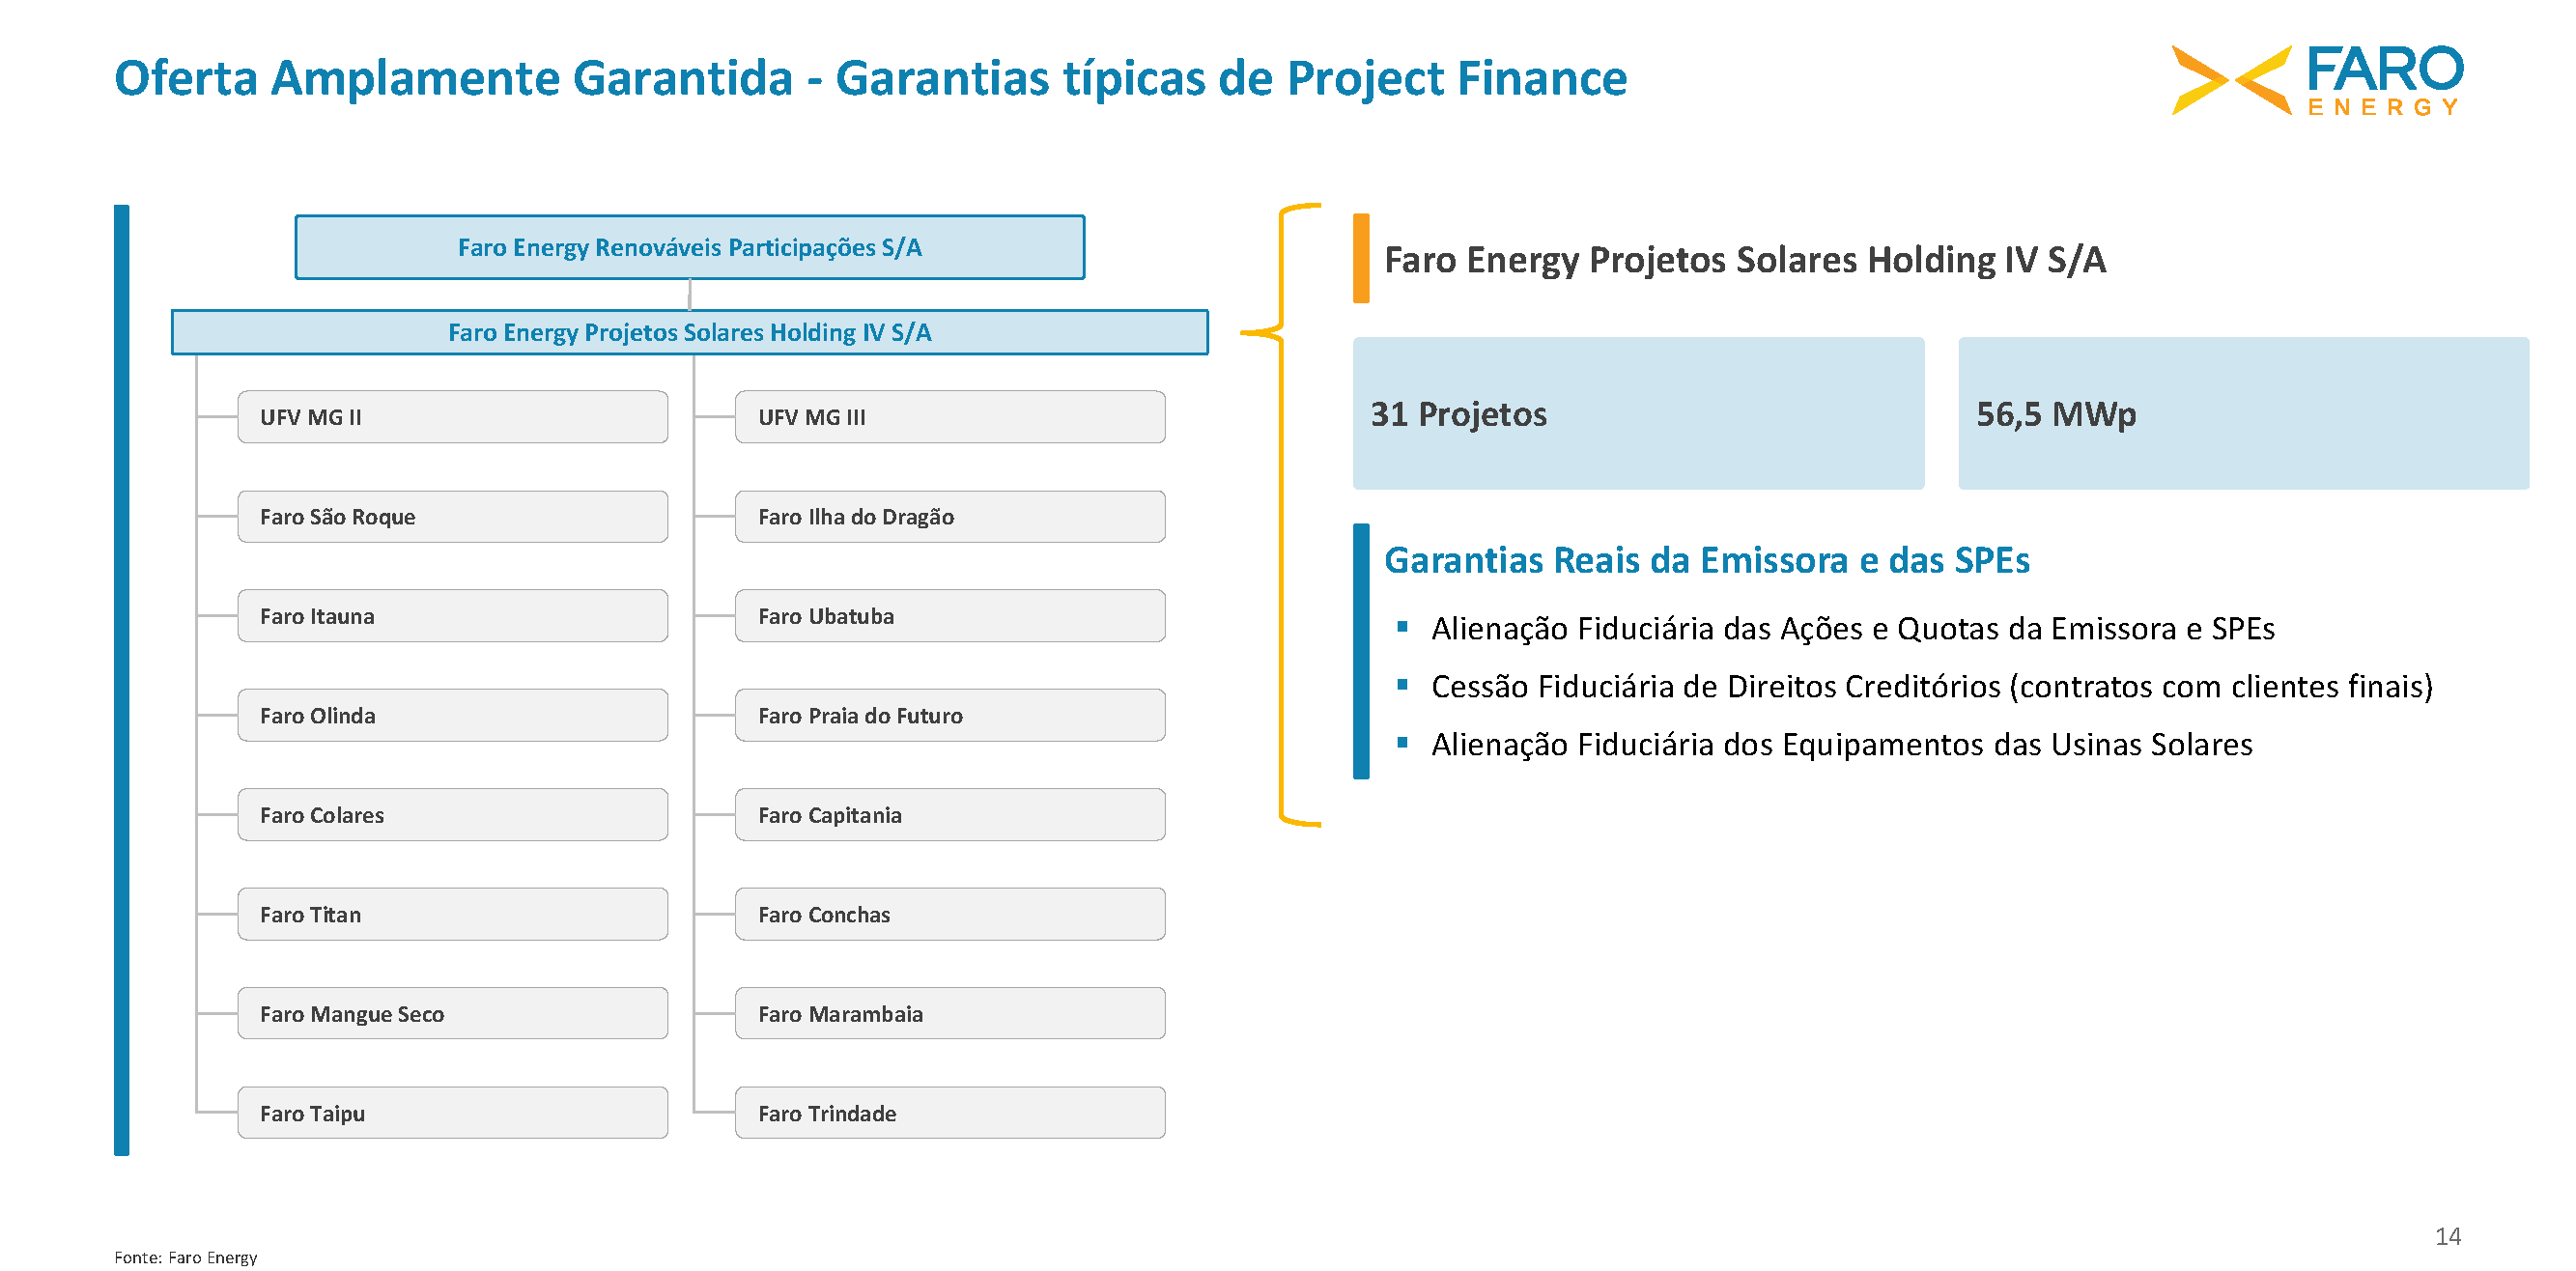 Oferta Amplamente Garantida - Garantias típicas de Project Finance
FARO
ENERGY
Faro Energy Renováveis Participações S/A
Faro Energy Projetos Solares Holding IV S/A
UFV MG II
UFV MG III
Faro São Roque
Faro Ilha do Dragão
Faro Itauna
Faro Ubatuba
Faro Olinda
Faro Praia do Futuro
Faro Colares
Faro Capitania
Faro Titan
Faro Conchas
Faro Mangue Seco
Faro Marambaia
Faro Taipu
Faro Trindade
Faro Energy Projetos Solares Holding IV S/A
31 Projetos
56,5 MWp
Garantias Reais da Emissora e das SPEs
▪ Alienação Fiduciária das Ações e Quotas da Emissora e SPEs
▪ Cessão Fiduciária de Direitos Creditórios (contratos com clientes finais)
▪ Alienação Fiduciária dos Equipamentos das Usinas Solares
14
Fonte: Faro Energy